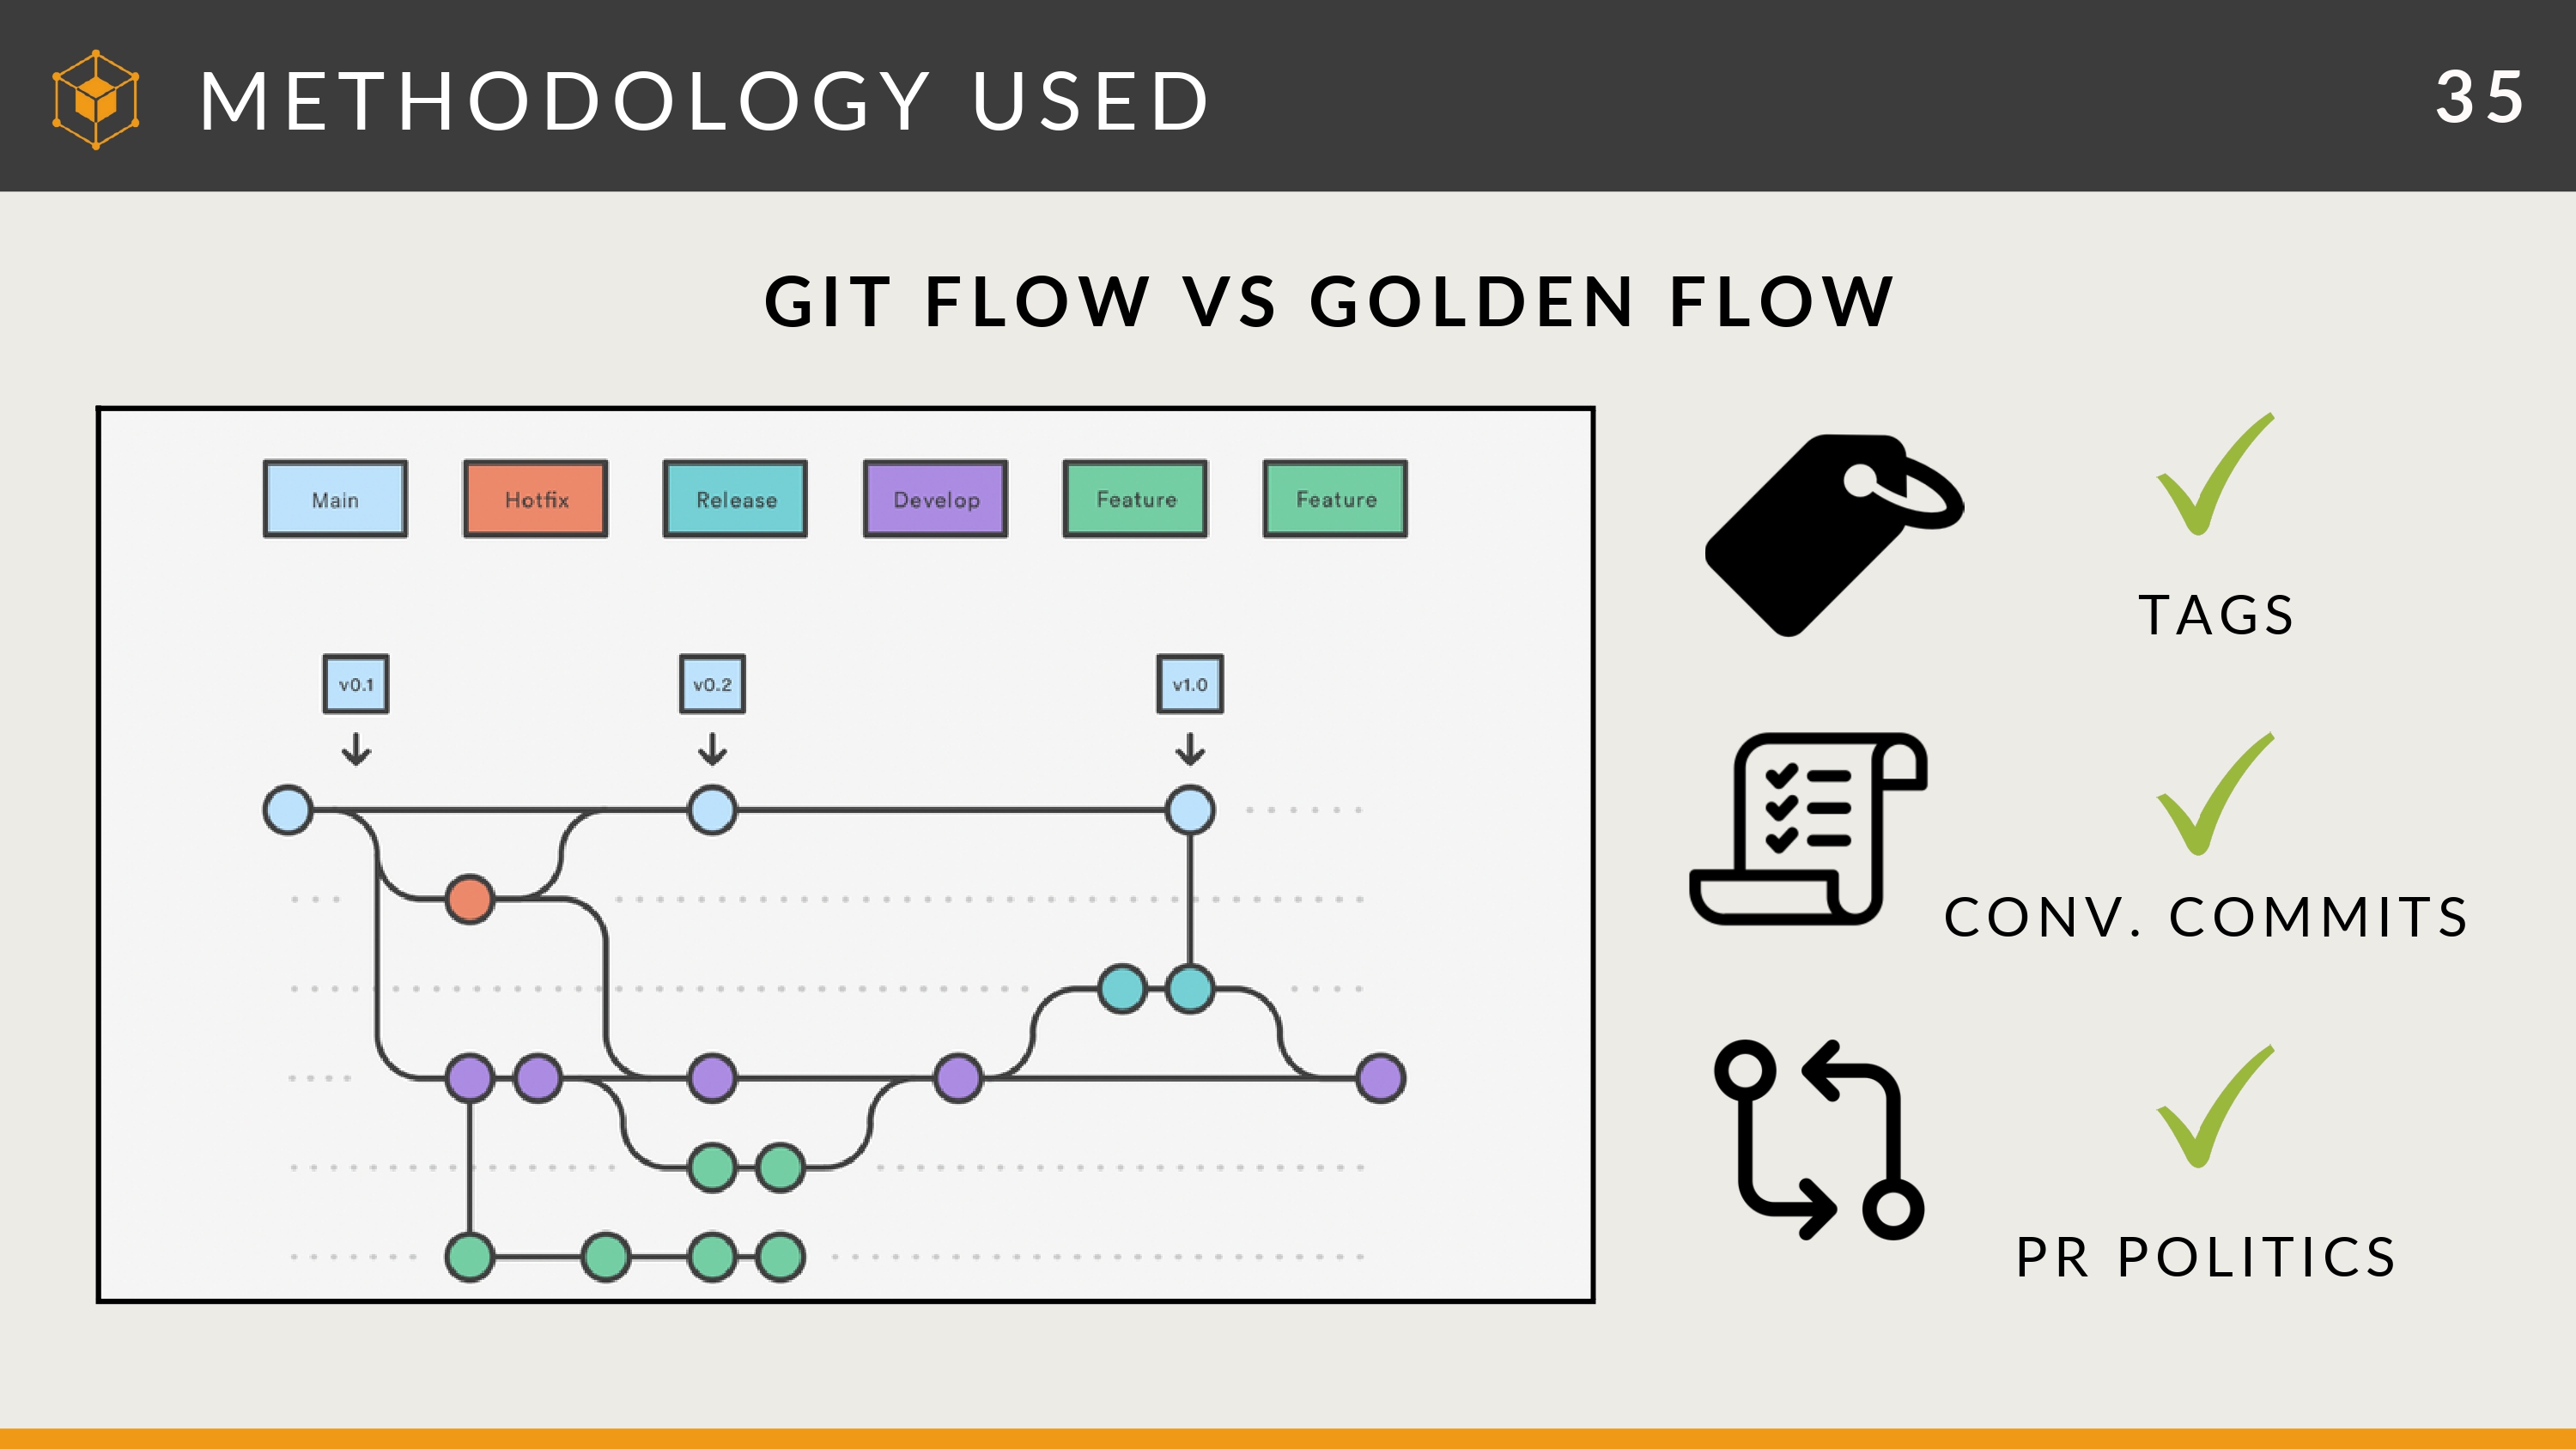 METHODOLOGY USED
35
GIT FLOW VS GOLDEN FLOW
Main
Hotfix
Release
Develop
Feature
Feature
v0.1
v0.2
v1.0
TAGS
CONV. COMMITS
PR POLITICS